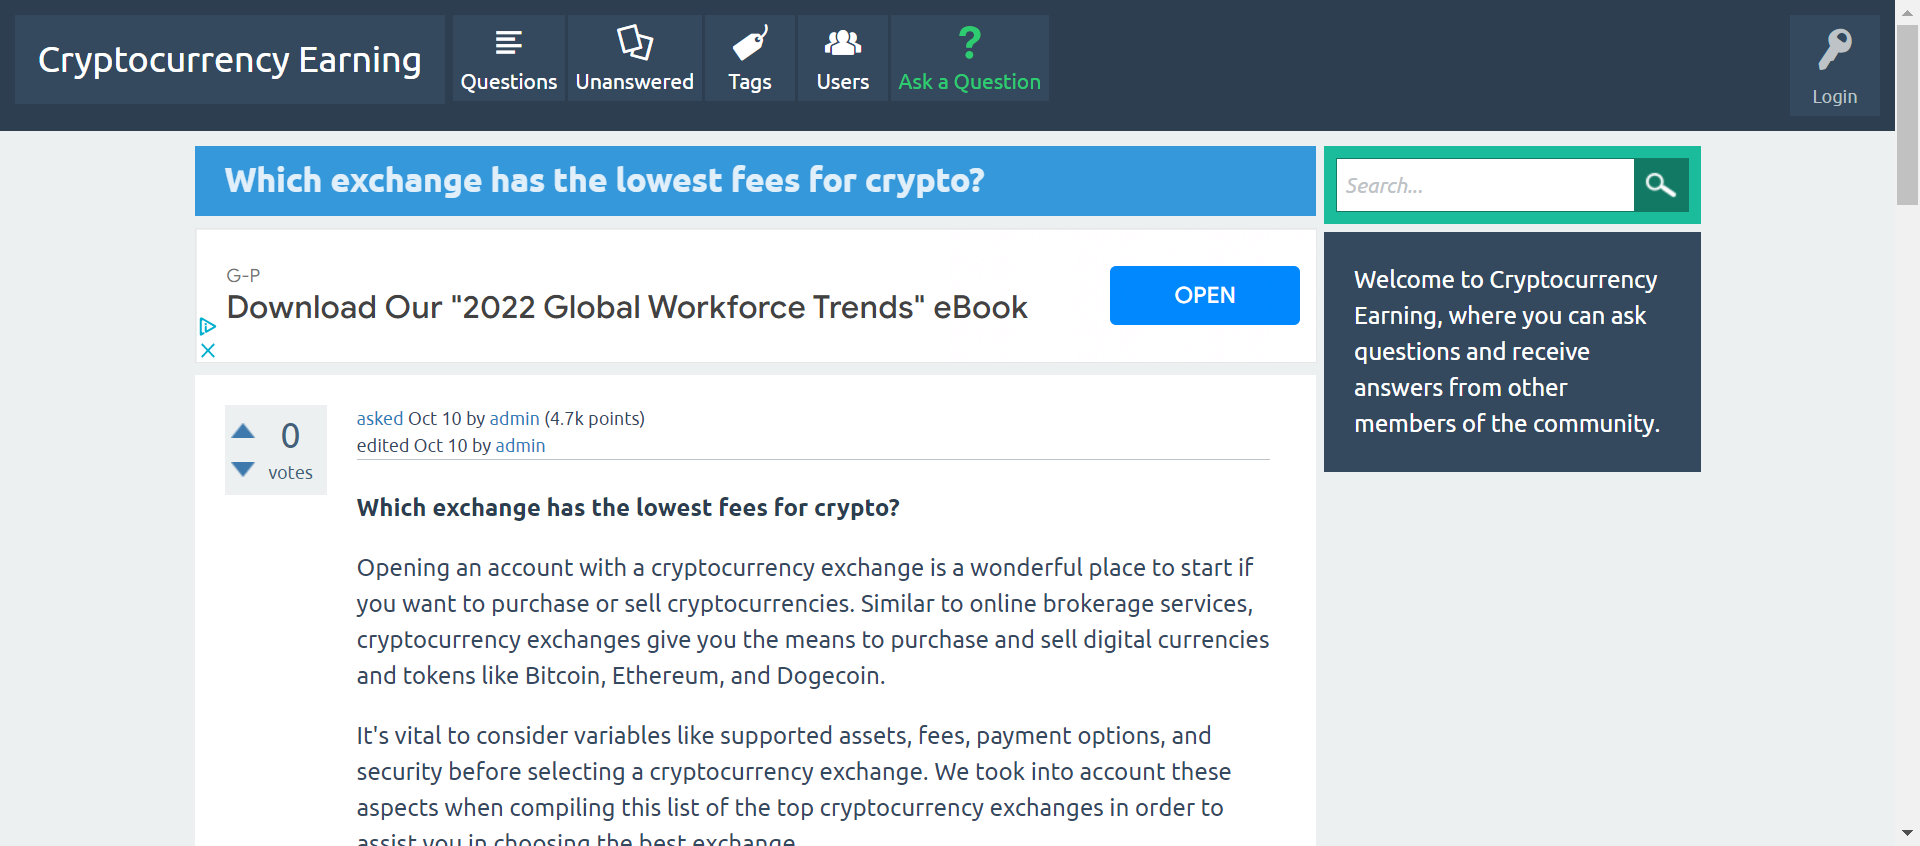 Cryptocurrency Earning
Questions
Unanswered
Tags
Users
? Ask a Question
Login
Which exchange has the lowest fees for crypto?
Search...
G-P
Download Our "2022 Global Workforce Trends" eBook
OPEN
Welcome to Cryptocurrency
Earning, where you can ask
questions and receive
answers from other
members of the community.
0
votes
asked Oct 10 by admin (4.7k points)
edited Oct 10 by admin
Which exchange has the lowest fees for crypto?
Opening an account with a cryptocurrency exchange is a wonderful place to start if
you want to purchase or sell cryptocurrencies. Similar to online brokerage services,
cryptocurrency exchanges give you the means to purchase and sell digital currencies
and tokens like Bitcoin, Ethereum, and Dogecoin.
It's vital to consider variables like supported assets, fees, payment options, and
security before selecting a cryptocurrency exchange. We took into account these
aspects when compiling this list of the top cryptocurrency exchanges in order to
assist you in choosing the best exchange.